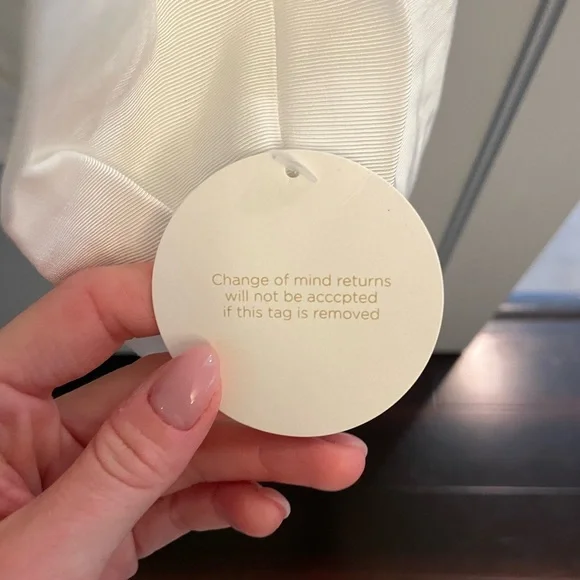 Change of mind returns
will not be acccpted
if this tag is removed